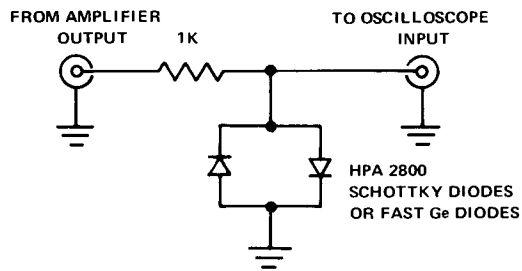 FROM AMPLIFIER
OUTPUT
1K
TO OSCILLOSCOPE
INPUT
HPA 2800
SCHOTTKY DIODES
OR FAST Ge DIODES